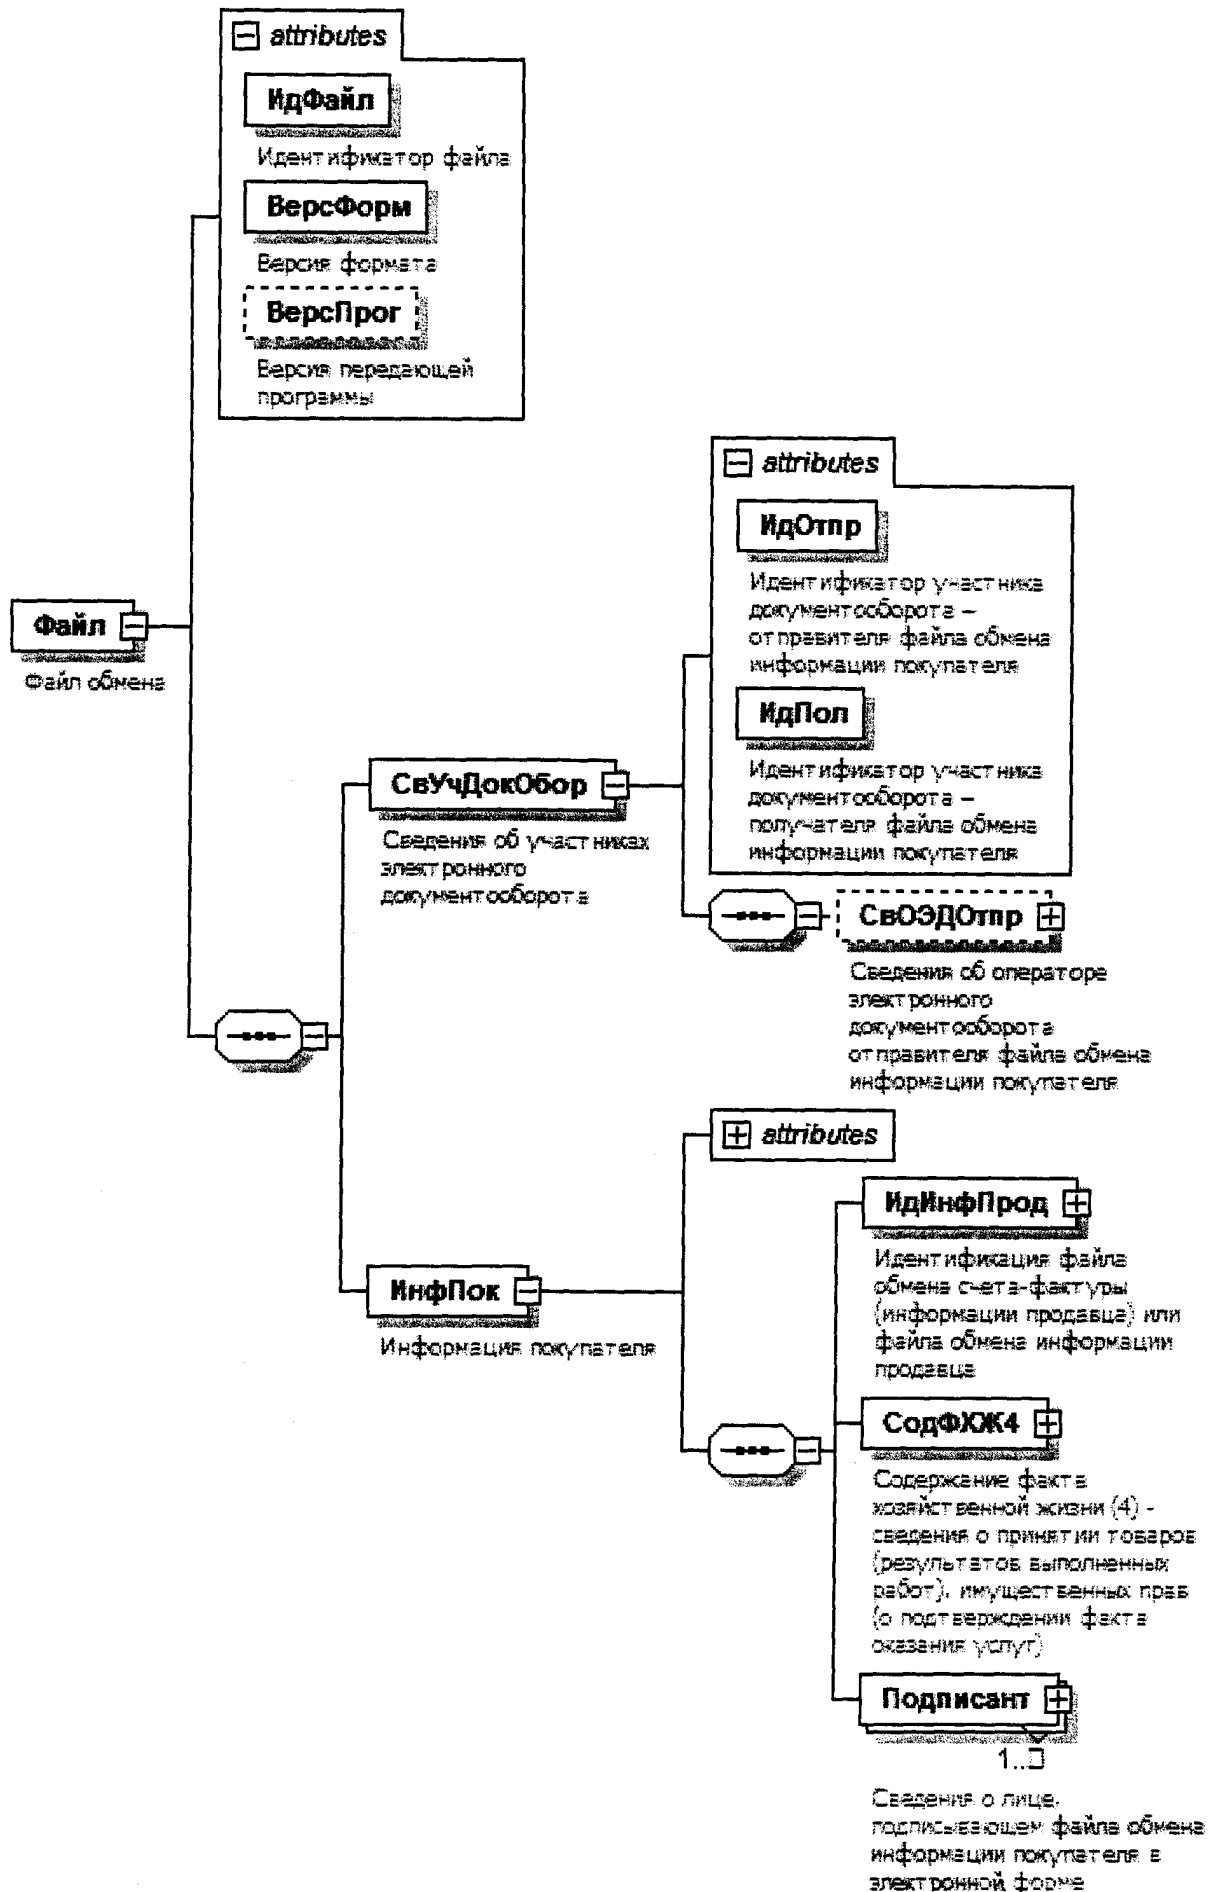 attributes
ИдФайл
Идентификатор файла
ВерсФорм
Версия формата
ВерсПрог
Версия передающей
программы
Файл
Файл обмена
СвУчДокОбор
Сведения об участниках
электронного
документооборота
attributes
ИдОтпр
Идентификатор участника
документооборота –
отправителя файла обмена
информации покупателя
ИдПол
Идентификатор участника
документооборота –
получателя файла обмена
информации покупателя
СвОЭДОтпр
Сведения об операторе
электронного
документооборота
отправителя файла обмена
информации покупателя
ИнфПок
Информация покупателя
attributes
ИдИнфПрод
Идентификация файла
обмена счета-фактуры
(информации продавца) или
файла обмена информации
продавца
СодФХЖ4
Содержание факта
хозяйственной жизни (4) -
сведения о принятии товаров
(результатов выполненных
работ), имущественных прав
(о подтверждении факта
оказания услуг)
Подписант
1..
Сведения о лице,
подписывающем файла обмена
информации покупателя в
электронной форме